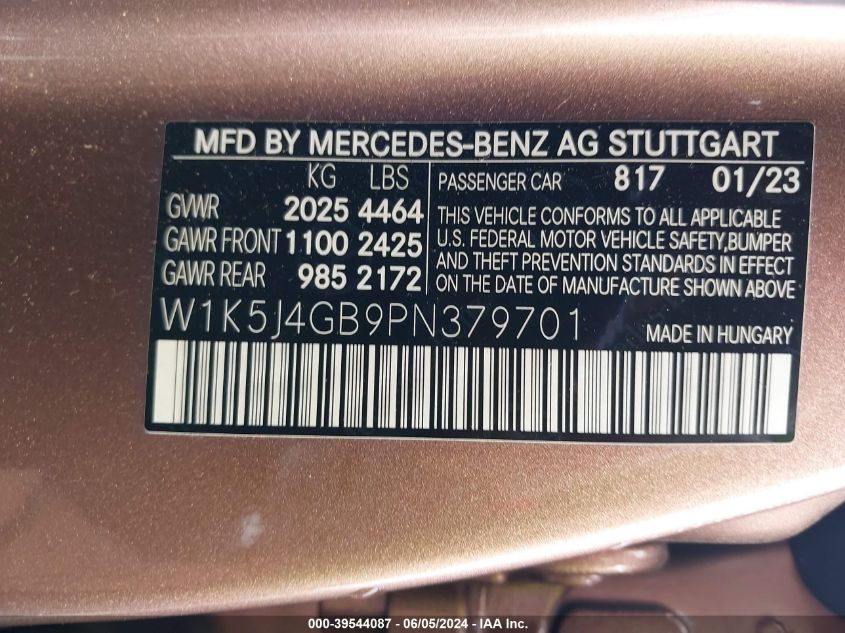 MFD BY MERCEDES-BENZ AG STUTTGART
KG LBS
GVWR 2025 4464
GAWR FRONT 1100 2425
GAWR REAR 985 2172
PASSENGER CAR 817 01/23
THIS VEHICLE CONFORMS TO ALL APPLICABLE
U.S. FEDERAL MOTOR VEHICLE SAFETY,BUMPER
AND THEFT PREVENTION STANDARDS IN EFFECT
ON THE DATE OF MANUFACTURE SHOWN ABOVE
W1K5J4GB9PN379701
MADE IN HUNGARY
000-39544087 - 06/05/2024 - IAA Inc.